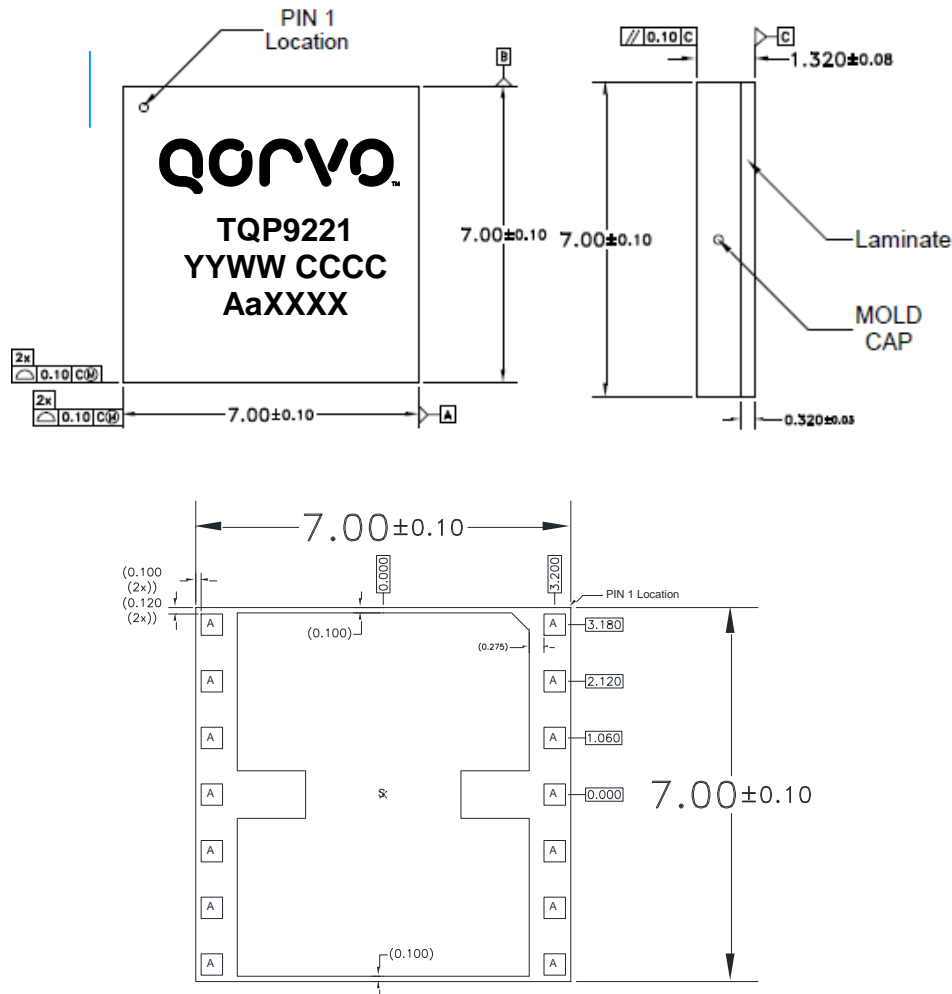 PIN 1
Location
// 0.10 C
C
1.320±0.08
B
QORVO™
TQP9221
YYWW CCCC
AaXXXX
7.00±0.10
7.00±0.10
Laminate
MOLD
CAP
2x
0.10 CⓂ
2x
0.10 CⓂ
7.00±0.10
A
0.320±0.03
7.00±0.10
(0.100
(2x))
(0.120
(2x))
0.000
3.200
PIN 1 Location
(0.100)
(0.275)
A
A
3.180
A
A
2.120
A
A
1.060
A
A
0.000
7.00±0.10
A
A
A
A
A
A
(0.100)